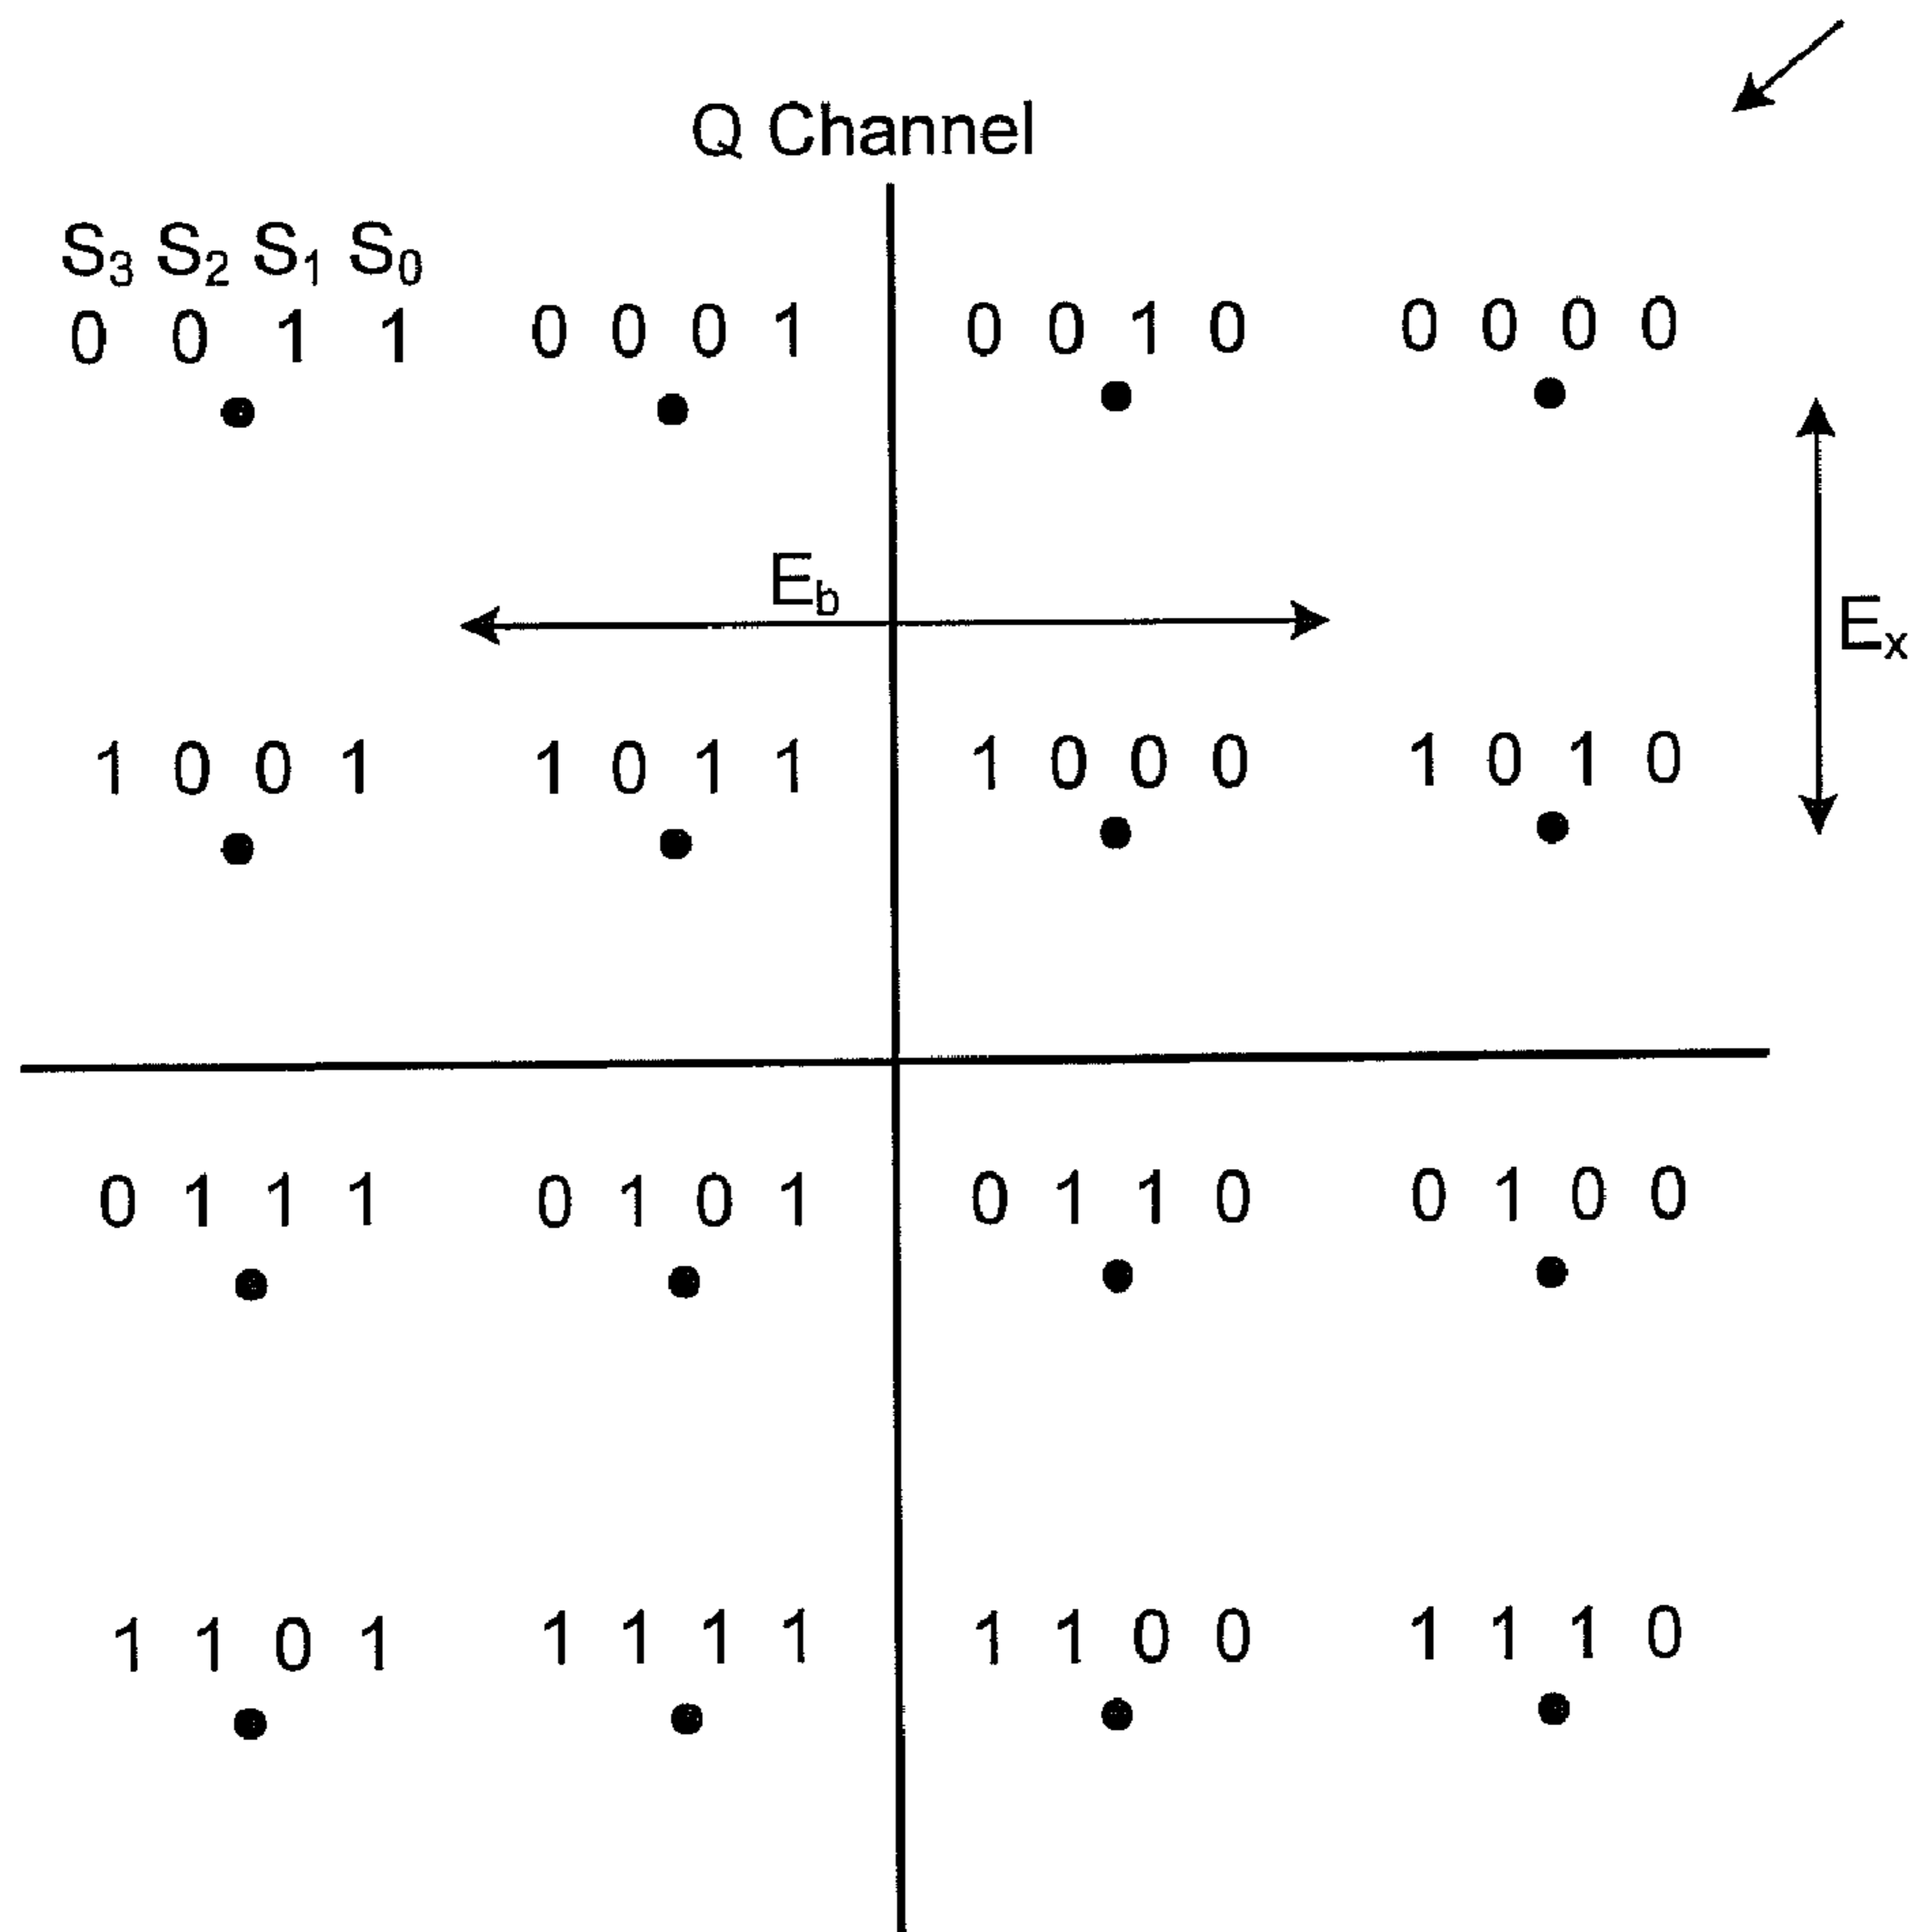 Q Channel
S₃ S₂ S₁ S₀
0 0 1 1 0 0 0 1 0 0 1 0 0 0 0 0
E_b
E_x
1 0 0 1 1 0 1 1 1 0 0 0 1 0 1 0
0 1 1 1 0 1 0 1 0 1 1 0 0 1 0 0
1 1 0 1 1 1 1 1 1 1 0 0 1 1 1 0